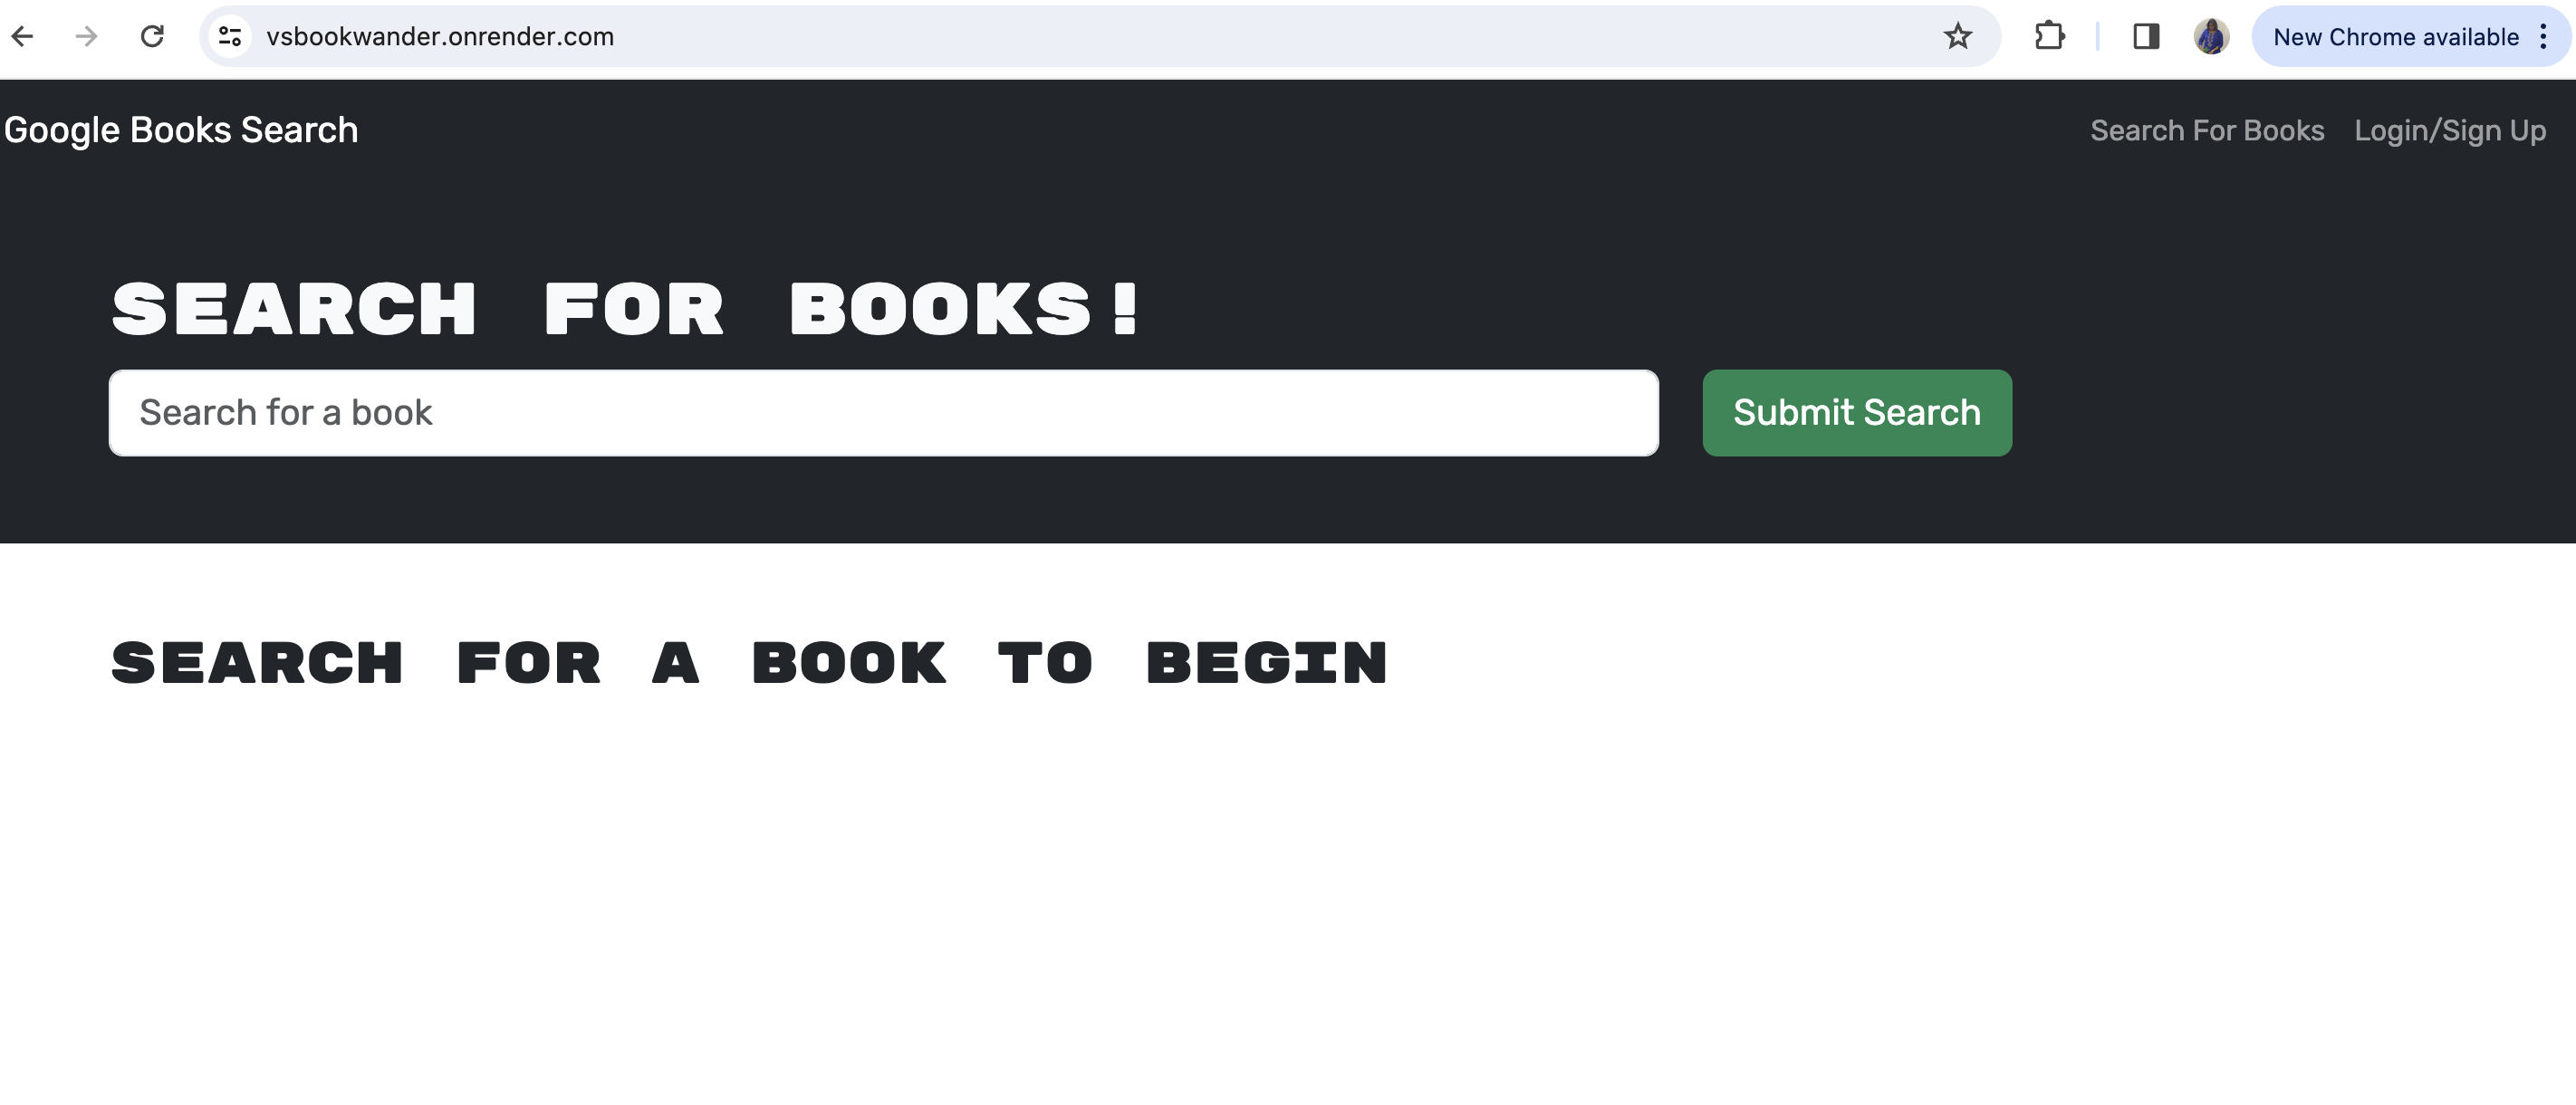 vsbookwander.onrender.com
New Chrome available
Google Books Search
Search For Books
Login/Sign Up
SEARCH FOR BOOKS!
Search for a book
Submit Search
SEARCH FOR A BOOK TO BEGIN